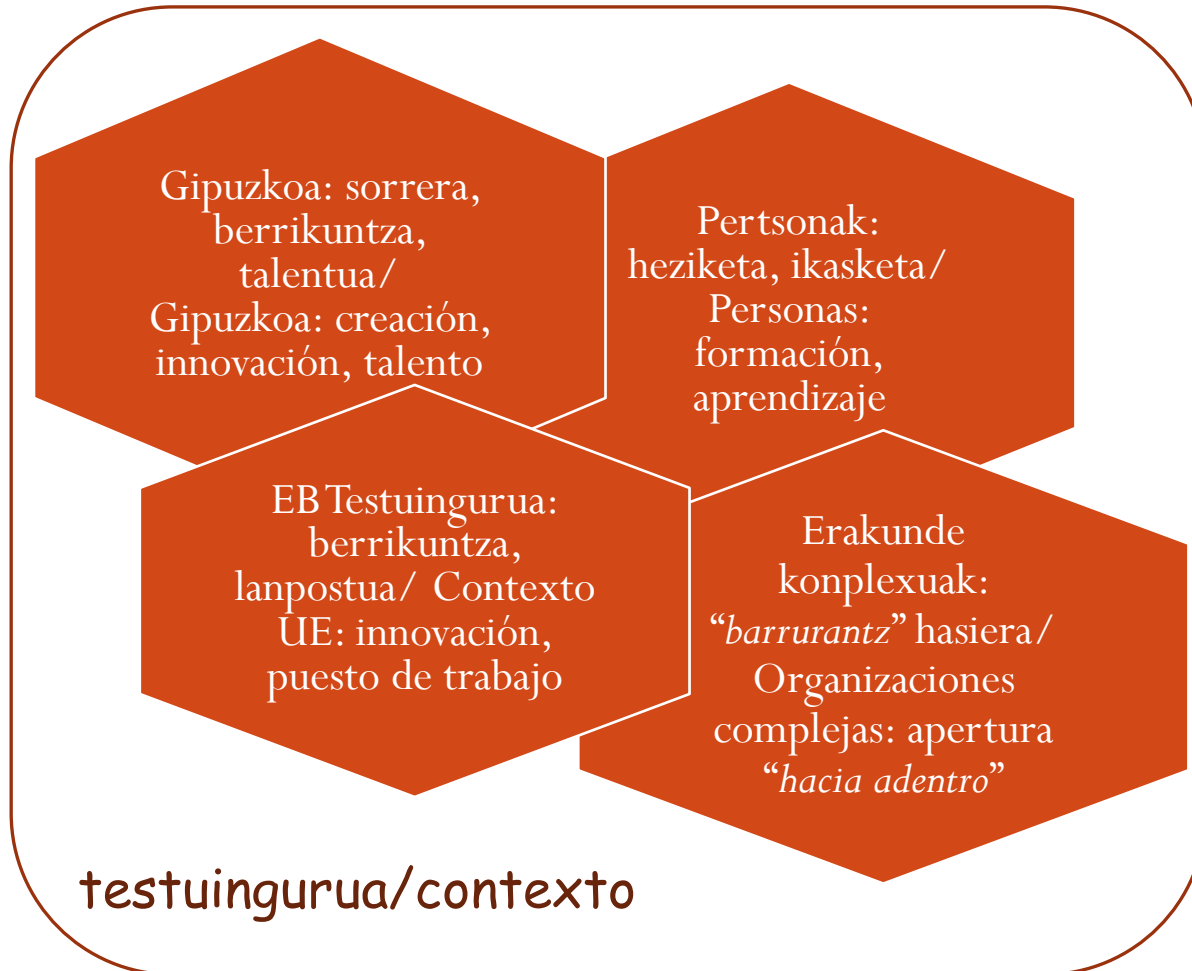 Gipuzkoa: sorrera,
berrikuntza,
talentua/
Gipuzkoa: creación,
innovación, talento
Pertsonak:
heziketa, ikasketa/
Personas:
formación,
aprendizaje
EB Testuingurua:
berrikuntza,
lanpostua/ Contexto
UE: innovación,
puesto de trabajo
Erakunde
konplexuak:
“barrurantz” hasiera/
Organizaciones
complejas: apertura
“hacia adentro”
testuingurua/contexto